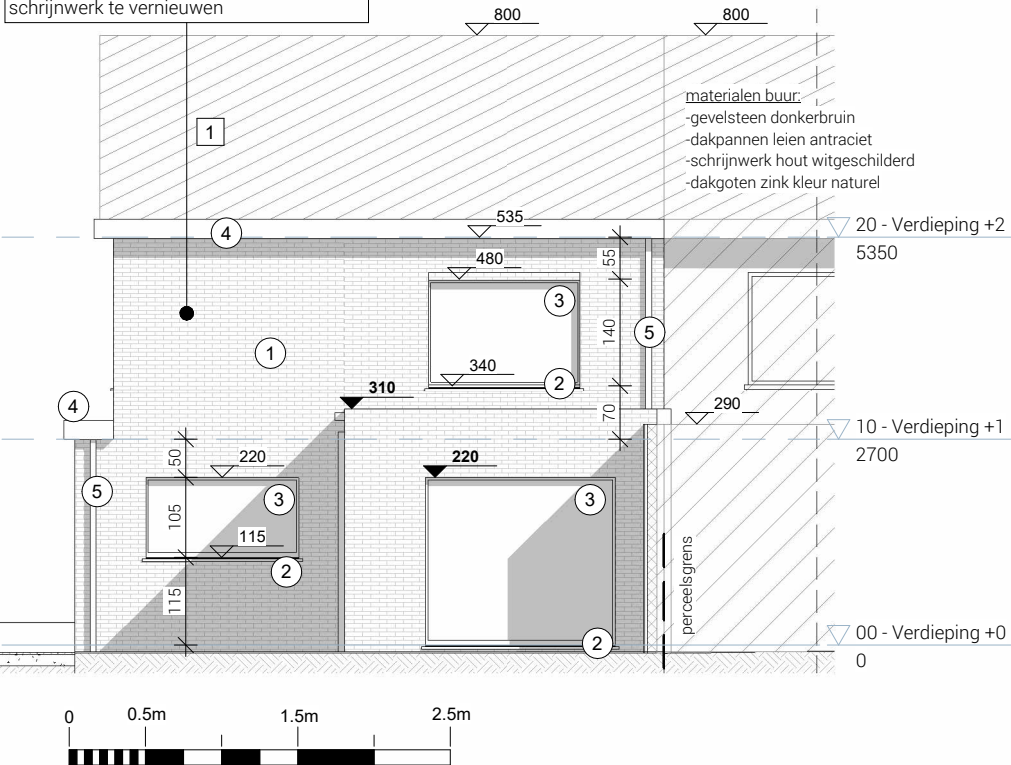 schrijnwerk te vernieuwen
800
800
1
materialen buur:
-gevelsteen donkerbruin
-dakpannen leien antraciet
-schrijnwerk hout witgeschilderd
-dakgoten zink kleur naturel
4
535
20 - Verdieping +2
5350
55
480
3
140
5
1
340
2
4
310
70
290
10 - Verdieping +1
2700
50
220
220
5
3
3
105
115
2
115
perceelsgrens
2
00 - Verdieping +0
0
0
0.5m
1.5m
2.5m